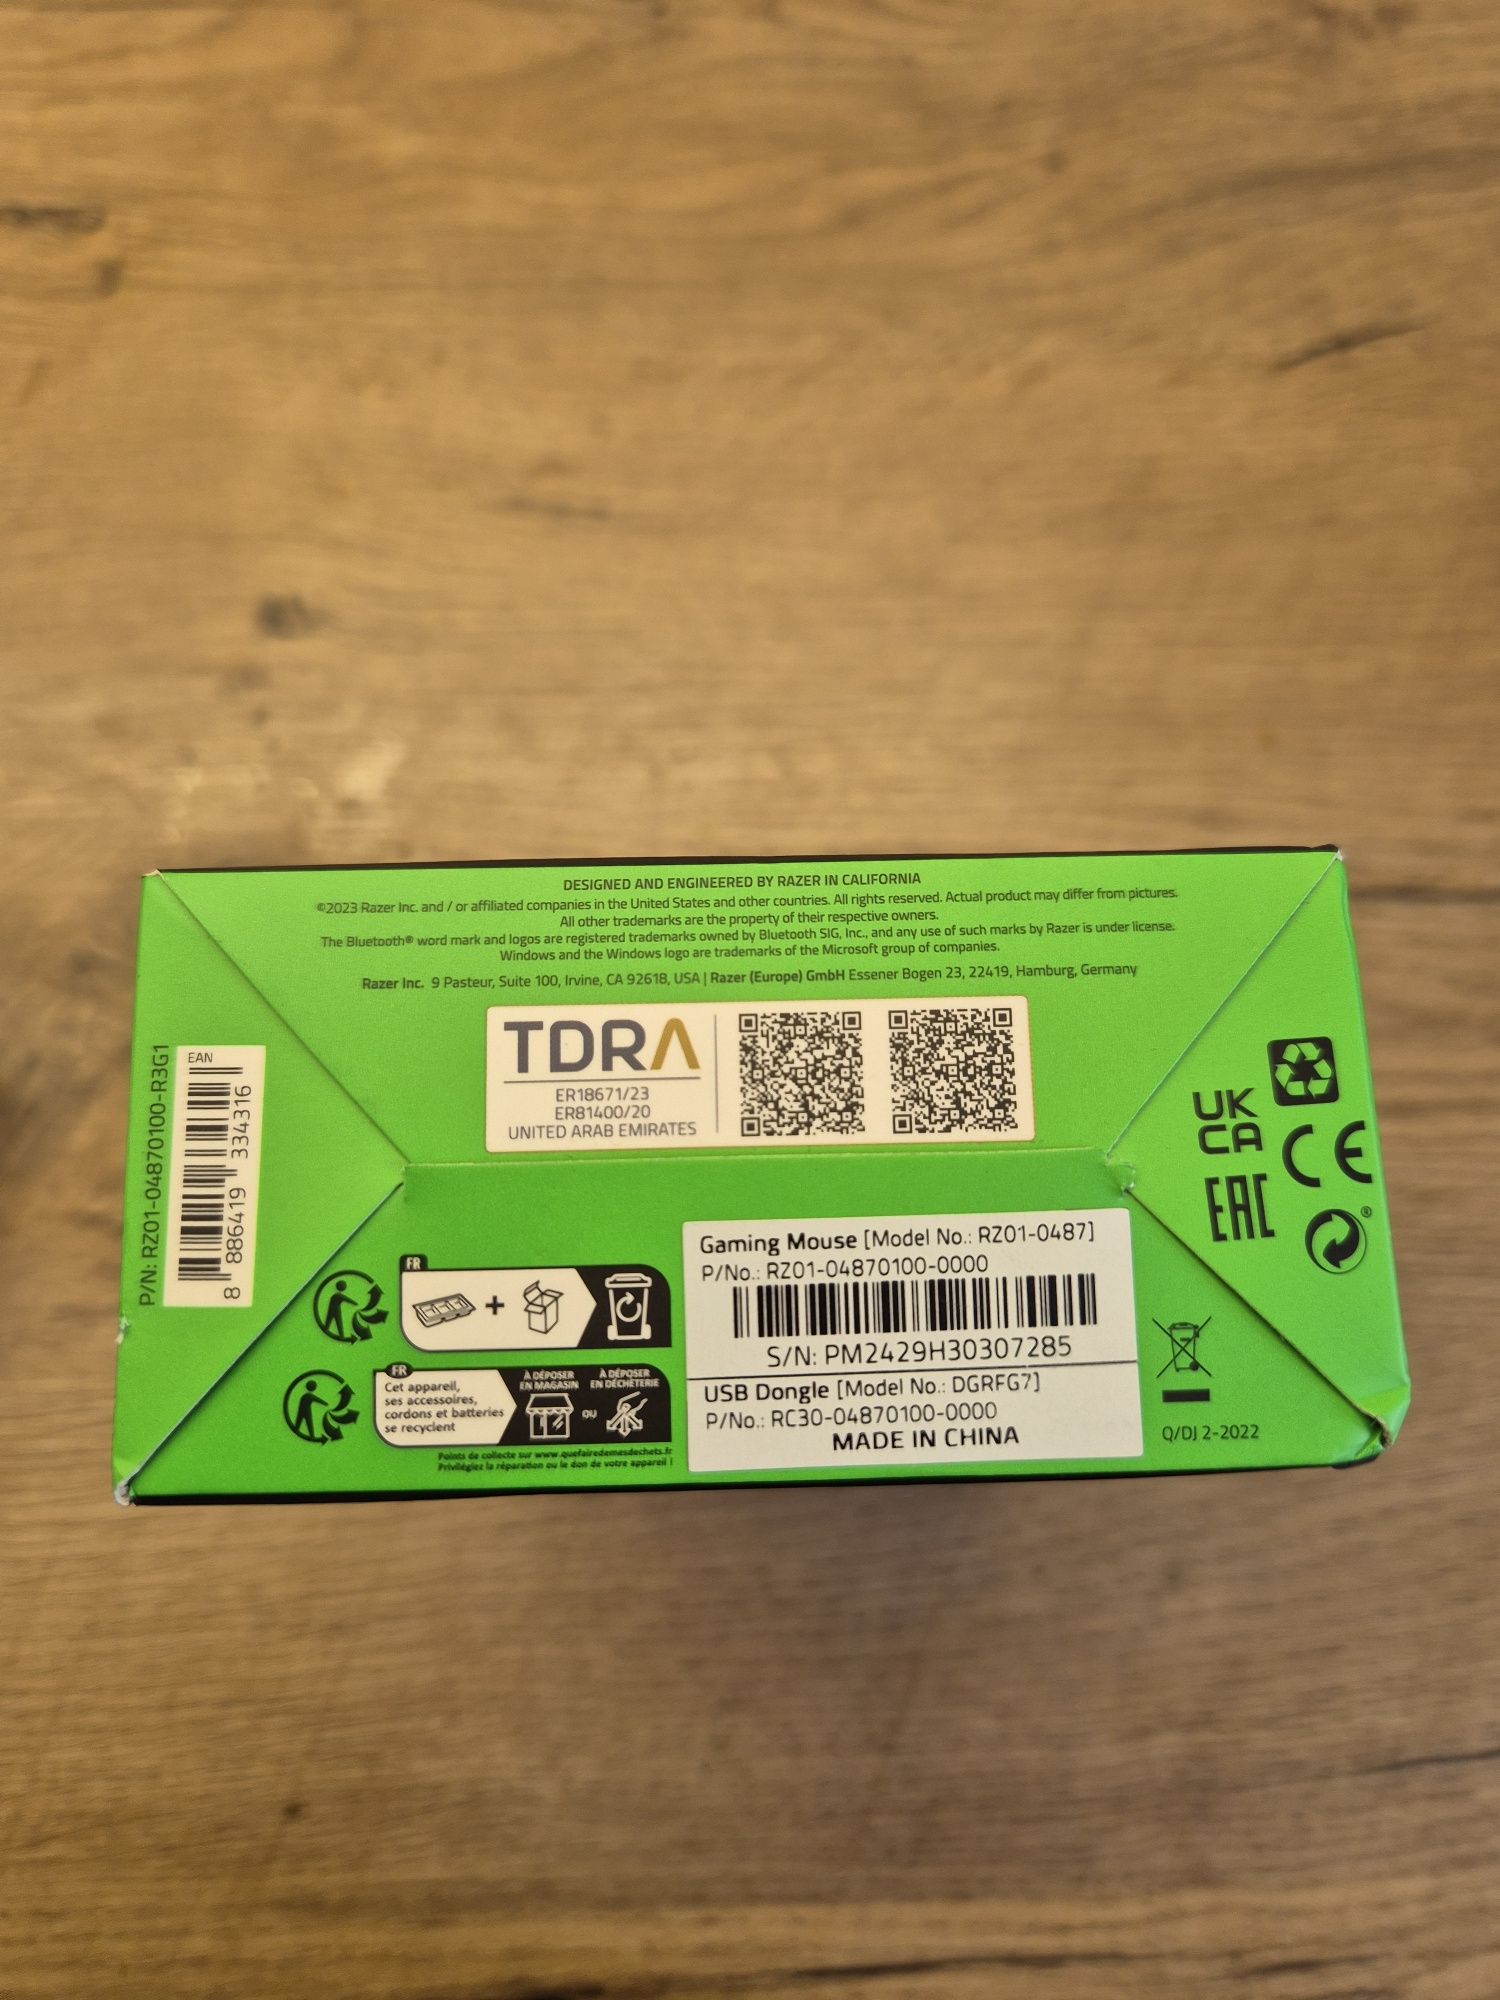 DESIGNED AND ENGINEERED BY RAZER IN CALIFORNIA
©2023 Razer Inc. and / or affiliated companies in the United States and other countries. All rights reserved. Actual product may differ from pictures.
All other trademarks are the property of their respective owners.
The Bluetooth® word mark and logos are registered trademarks owned by Bluetooth SIG, Inc., and any use of such marks by Razer is under license.
Windows and the Windows logo are trademarks of the Microsoft group of companies.
Razer Inc. 9 Pasteur, Suite 100, Irvine, CA 92618, USA | Razer (Europe) GmbH Essener Bogen 23, 22419, Hamburg, Germany
TDRA
ER18671/23
ER81400/20
UNITED ARAB EMIRATES
P/N: RZ01-04870100-R3G1
EAN
8 886419 334316
UK
CA
CE
EAC
®
FR
FR
Cet appareil,
ses accessoires,
cordons et batteries
se recyclent
À DÉPOSER
EN MAGASIN
OU
À DÉPOSER
EN DÉCHÈTERIE
Points de collecte sur www.quefairedemesdechets.fr
Privilégiez la réparation ou le don de votre appareil !
Gaming Mouse [Model No.: RZ01-0487]
P/No.: RZ01-04870100-0000
S/N: PM2429H30307285
USB Dongle [Model No.: DGRFG7]
P/No.: RC30-04870100-0000
MADE IN CHINA
Q/DJ 2-2022